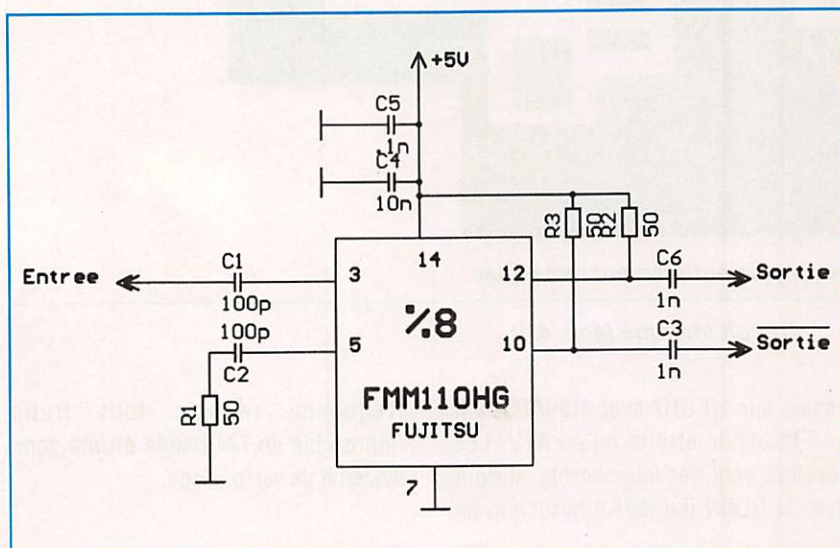 +5V
C5
1n
C4
10n
R3
50
R2
50
14
Entree
C1
100p
3
12
C6
1n
Sortie
%8
100p
C2
5
10
C3
1n
Sortie
R1
50
FMM110HG
FUJITSU
7